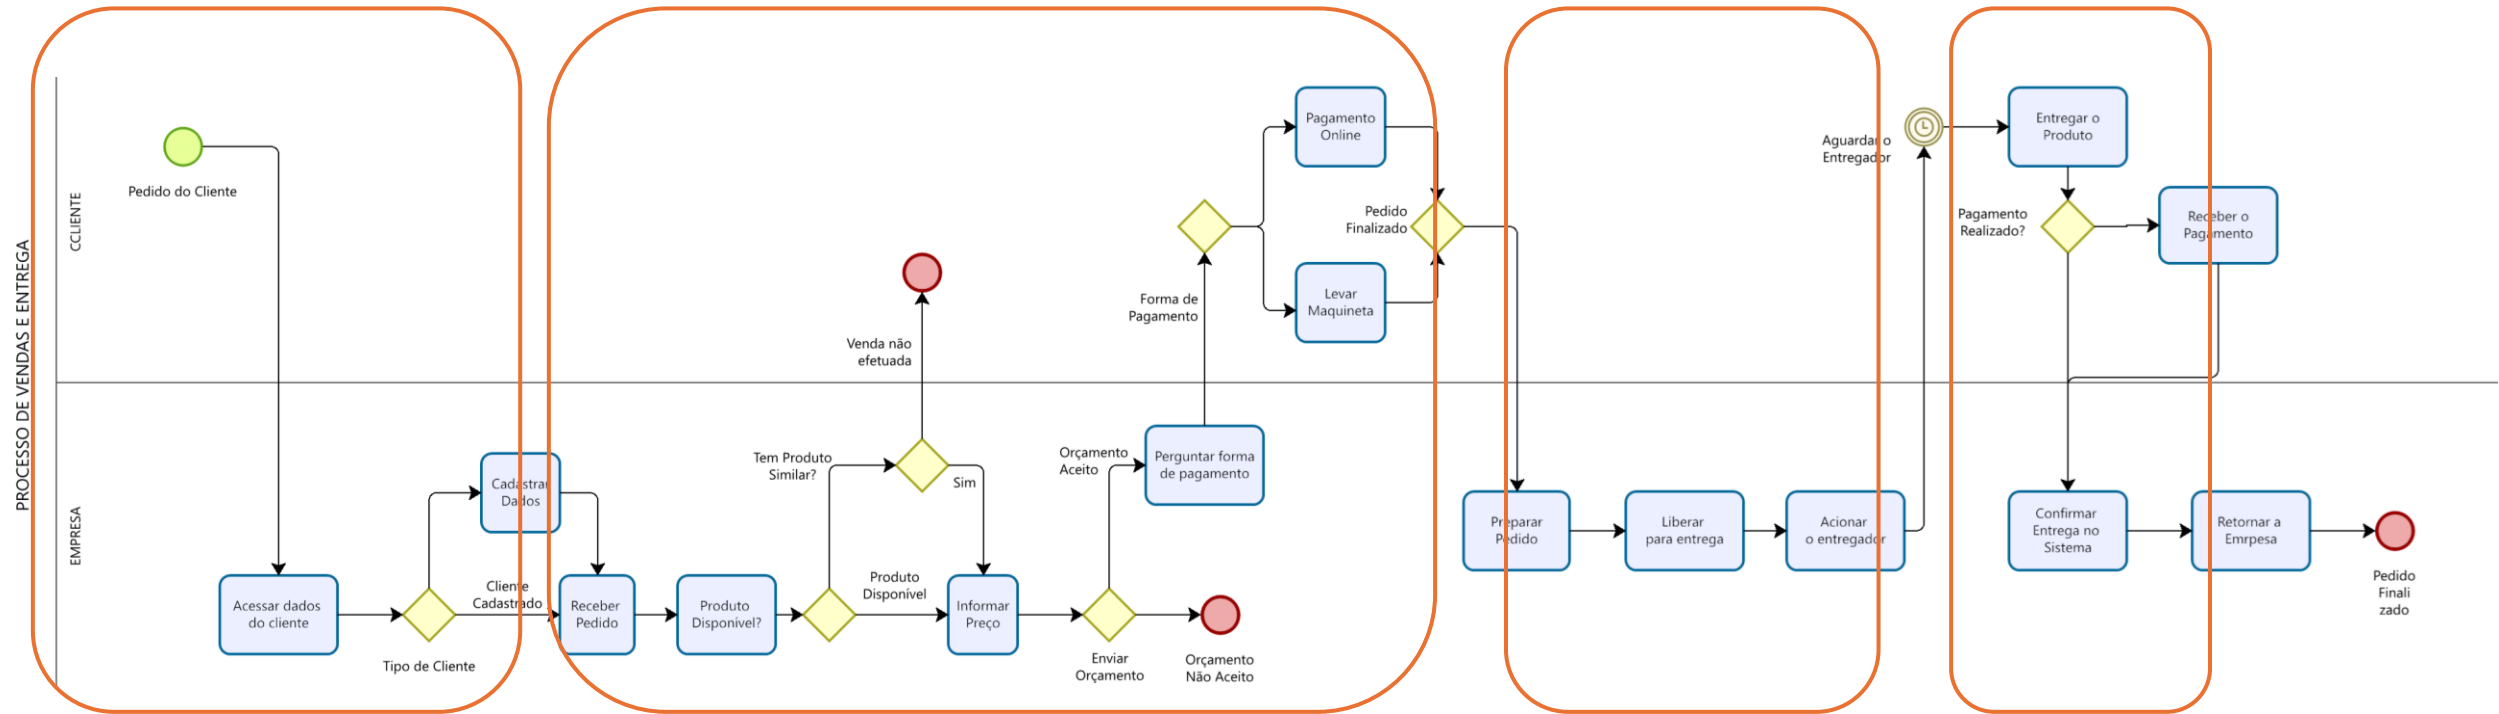 PROCESSO DE VENDAS E ENTREGA
CCLIENTE
EMPRESA
Pedido do Cliente
Acessar dados
do cliente
Tipo de Cliente
Cadastrar
Dados
Cliente
Cadastrado
Receber
Pedido
Produto
Disponível?
Tem Produto
Similar?
Venda não
efetuada
Sim
Produto
Disponível
Informar
Preço
Enviar
Orçamento
Orçamento
Aceito
Orçamento
Não Aceito
Perguntar forma
de pagamento
Forma de
Pagamento
Pagamento
Online
Levar
Maquineta
Pedido
Finalizado
Preparar
Pedido
Liberar
para entrega
Acionar
o entregador
Aguardar o
Entregador
Entregar o
Produto
Pagamento
Realizado?
Receber o
Pagamento
Confirmar
Entrega no
Sistema
Retornar a
Emrpesa
Pedido
Finali
zado